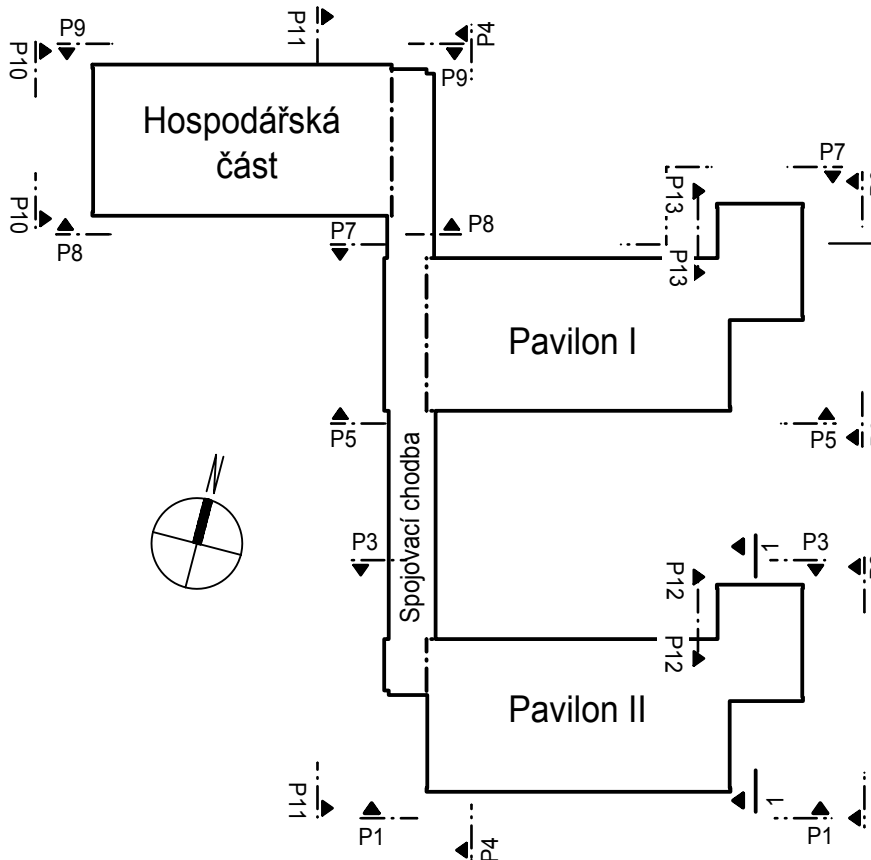 P9
P11
P4
P10
P9
Hospodářská
část
P7
P13
P10
P8
P7
P8
P13
Pavilon I
P5
P5
Spojovací chodba
P3
1
P3
P12
P12
Pavilon II
P11
P1
P4
1
P1